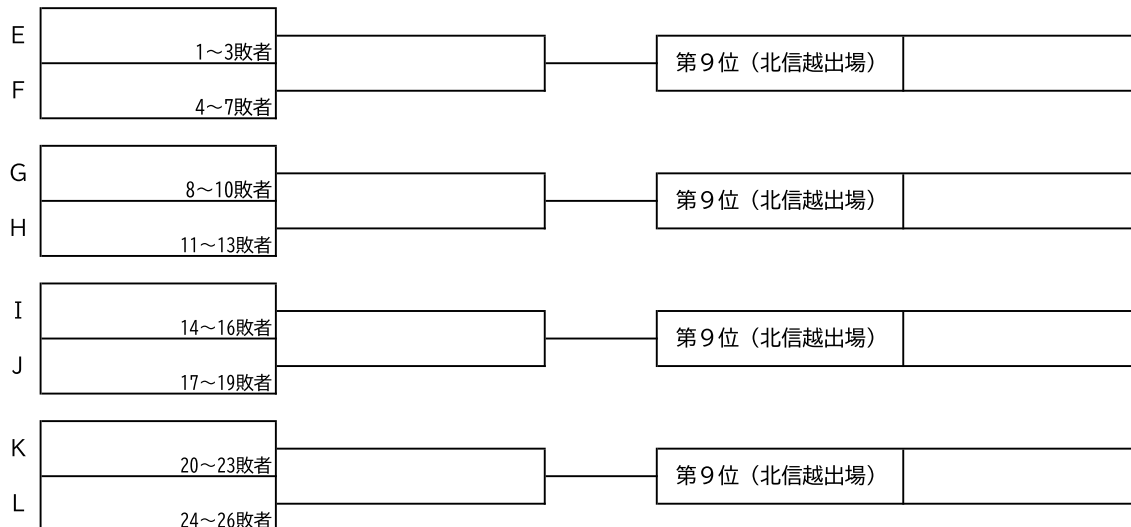 E
1～3敗者
第９位（北信越出場）
F
4～7敗者
G
8～10敗者
第９位（北信越出場）
H
11～13敗者
I
14～16敗者
第９位（北信越出場）
J
17～19敗者
K
20～23敗者
第９位（北信越出場）
L
24～26敗者